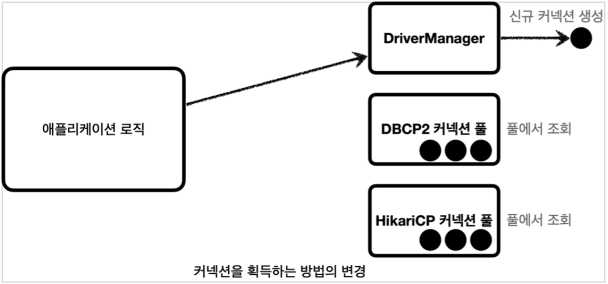 신규 커넥션 생성
DriverManager
애플리케이션 로직
DBCP2 커넥션 풀
풀에서 조회
HikariCP 커넥션 풀
풀에서 조회
커넥션을 획득하는 방법의 변경